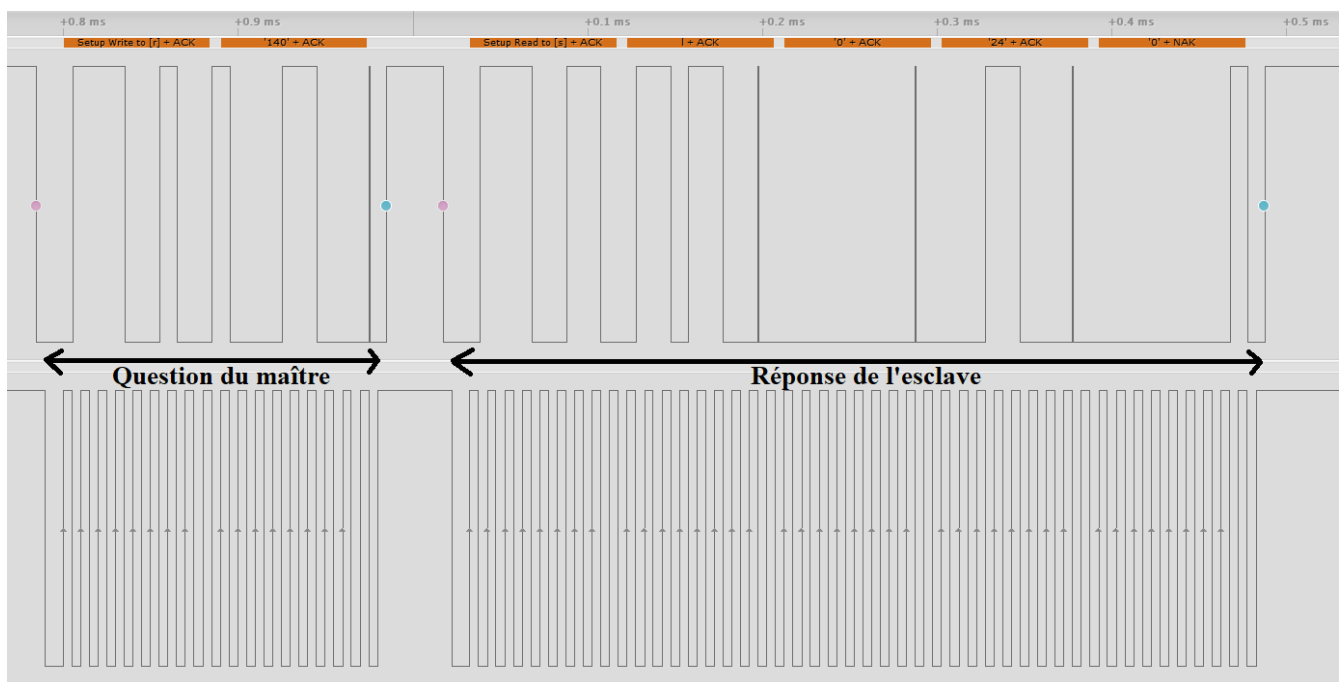 +0.8 ms +0.9 ms +0.1 ms +0.2 ms +0.3 ms +0.4 ms +0.5 ms
Setup Write to [r] + ACK '140' + ACK Setup Read to [s] + ACK l + ACK '0' + ACK '24' + ACK '0' + NAK
Question du maître Réponse de l'esclave